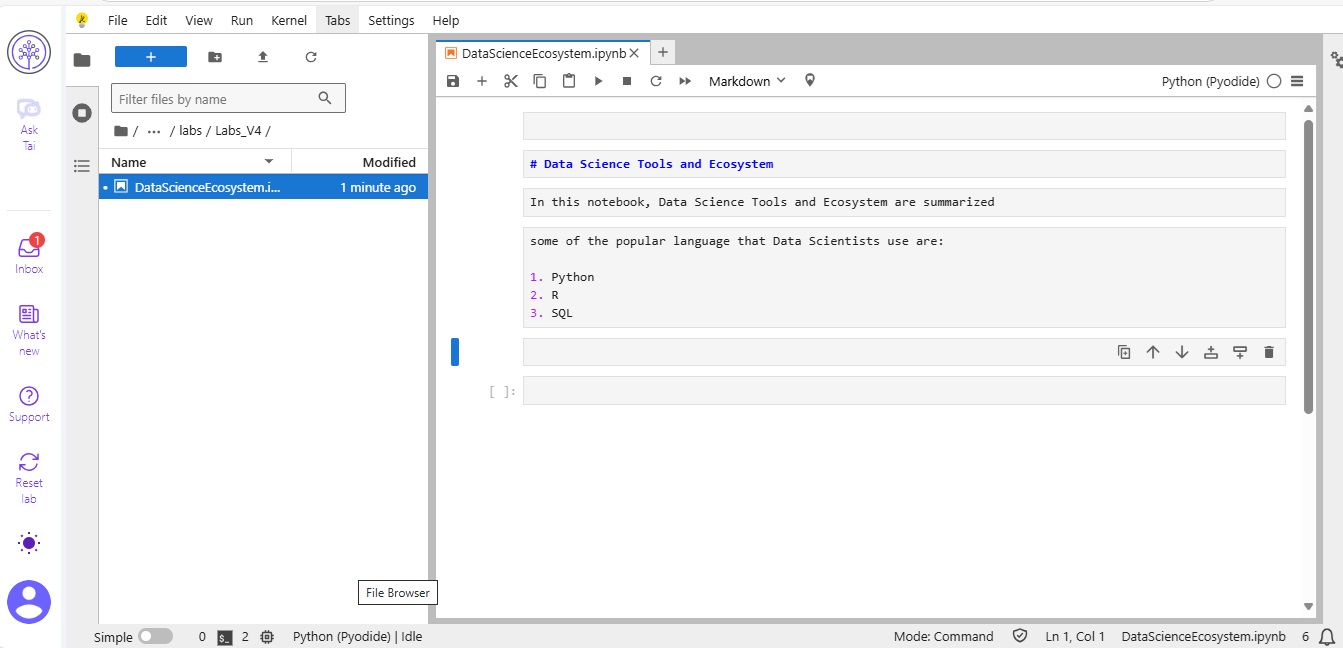 File Edit View Run Kernel Tabs Settings Help
Ask
Tai
Inbox
1
What's
new
Support
Reset
lab
+
Filter files by name
/ ... / labs / Labs_V4 /
Name Modified
DataScienceEcosystem.i... 1 minute ago
File Browser
DataScienceEcosystem.ipynb
Markdown
Python (Pyodide)
# Data Science Tools and Ecosystem
In this notebook, Data Science Tools and Ecosystem are summarized
some of the popular language that Data Scientists use are:
1. Python
2. R
3. SQL
[ ]:
Simple 0 $_ 2 Python (Pyodide) | Idle Mode: Command Ln 1, Col 1 DataScienceEcosystem.ipynb 6